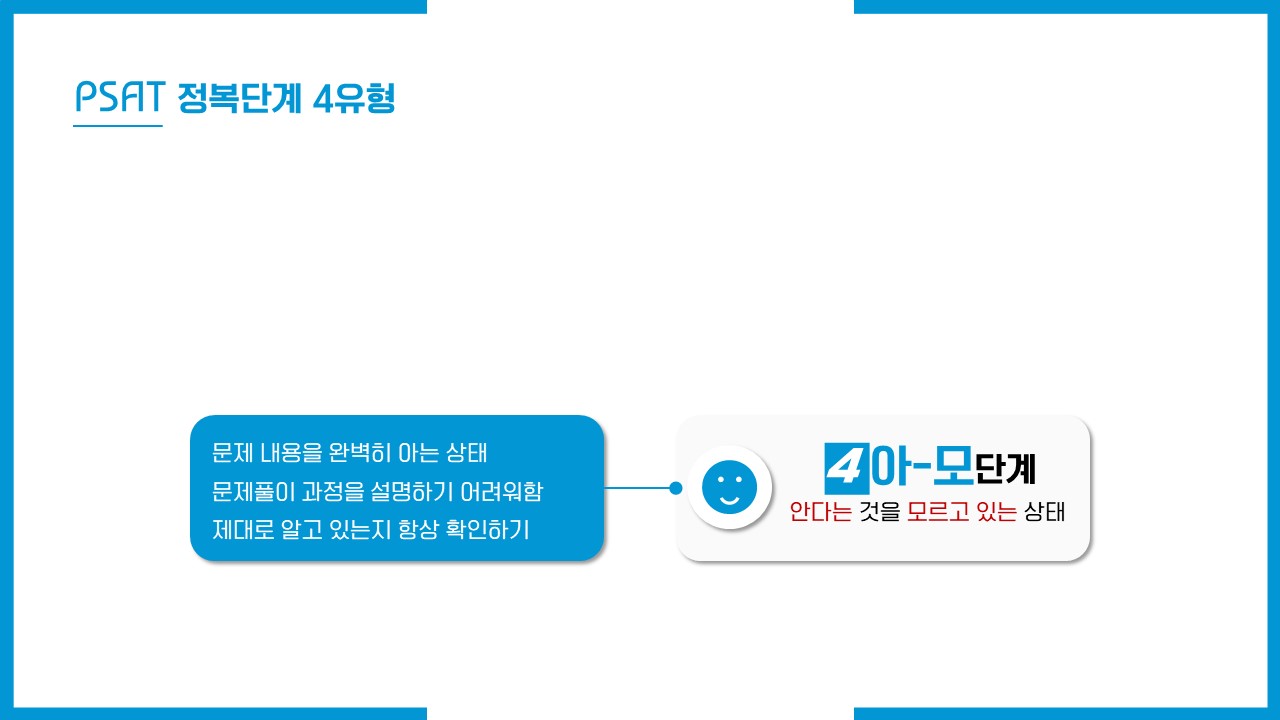 PSAT 정복단계 4유형
문제 내용을 완벽히 아는 상태
문제풀이 과정을 설명하기 어려워함
제대로 알고 있는지 항상 확인하기
4아-모단계
안다는 것을 모르고 있는 상태